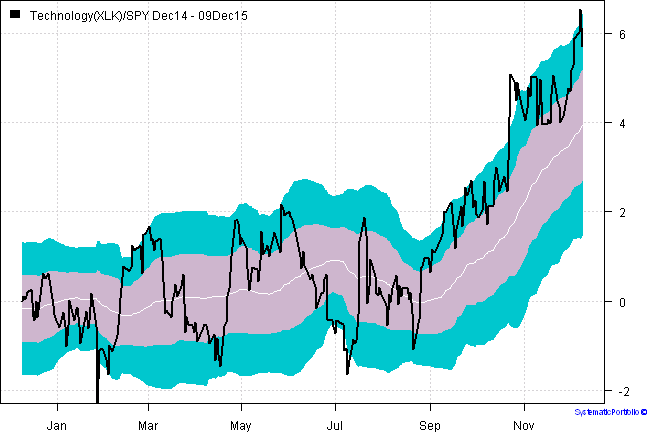 Technology(XLK)/SPY Dec14 - 09Dec15
6
4
2
0
-2
Jan Mar May Jul Sep Nov
SystematicPortfolio ©